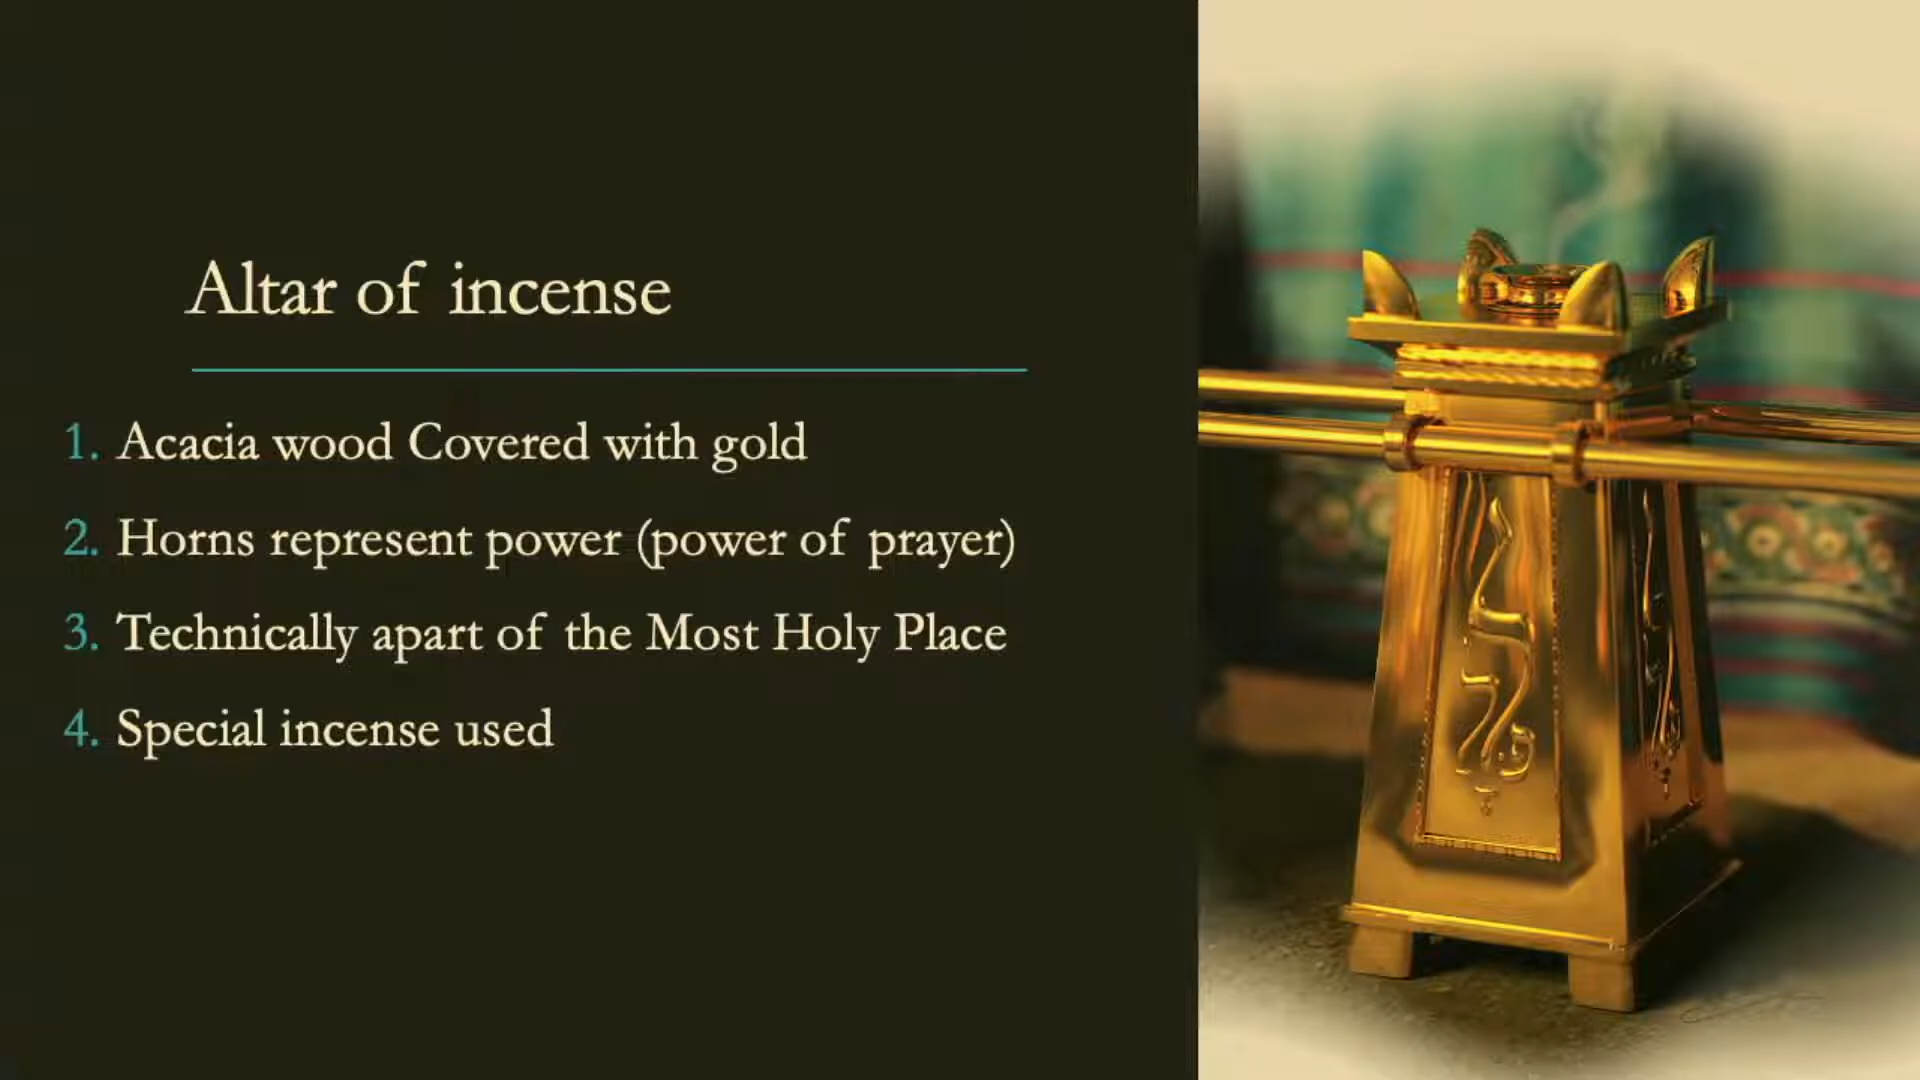 Altar of incense
1. Acacia wood Covered with gold
2. Horns represent power (power of prayer)
3. Technically apart of the Most Holy Place
4. Special incense used